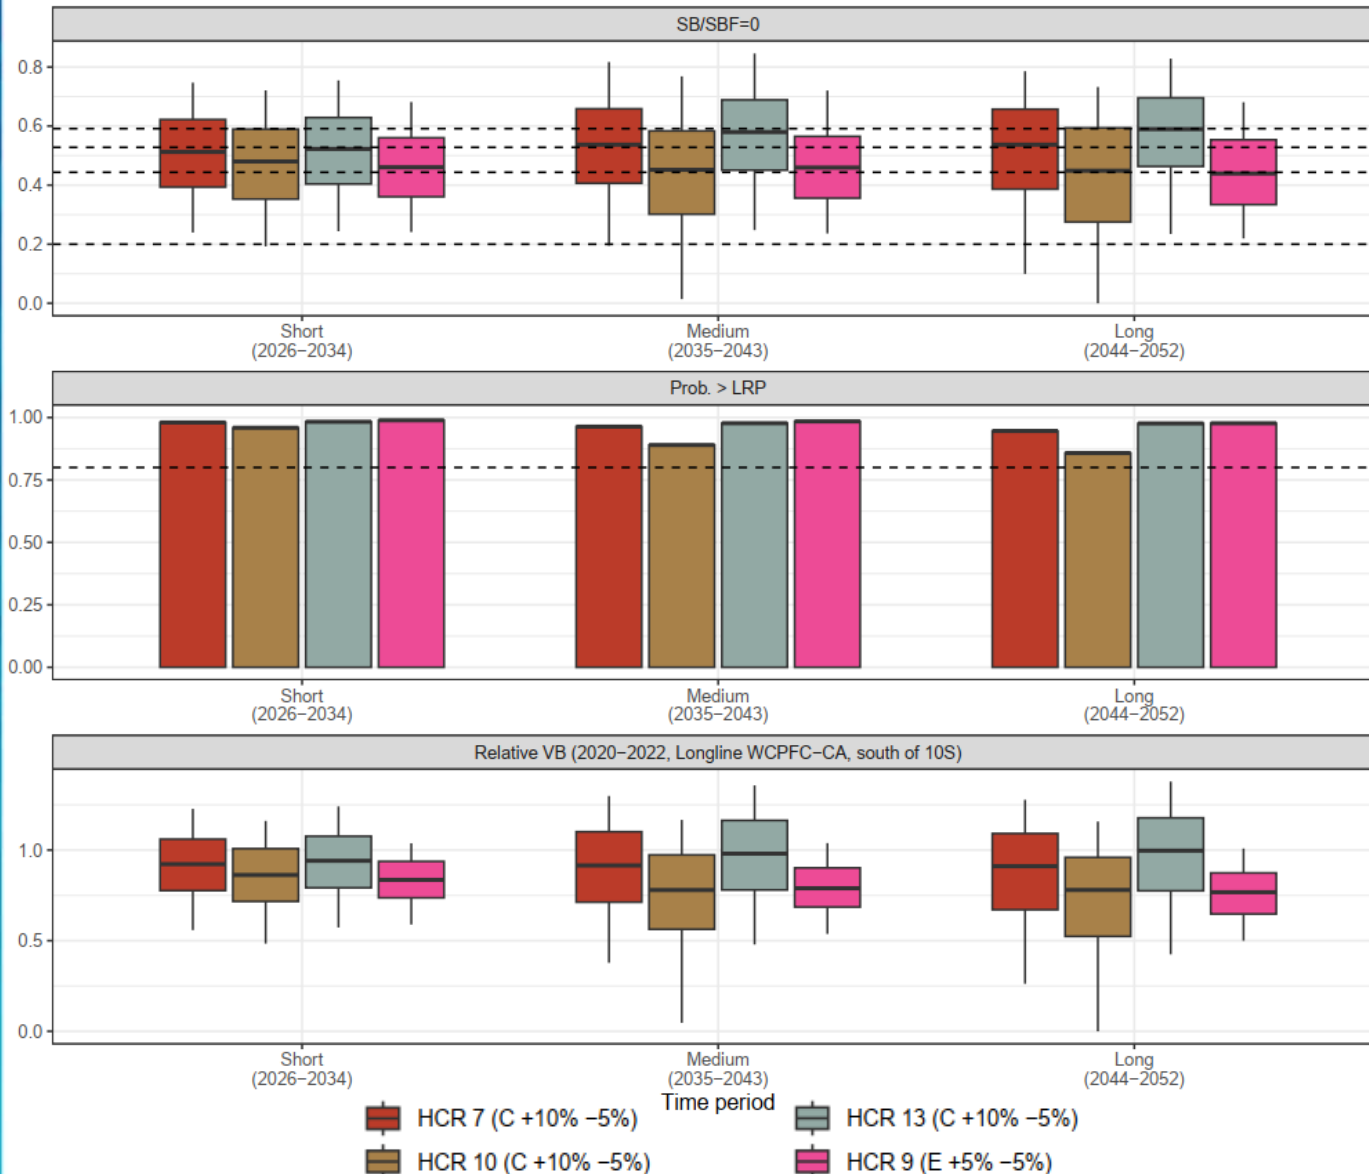 SB/SBF=0
0.8
0.6
0.4
0.2
0.0
Short
(2026−2034)
Medium
(2035−2043)
Long
(2044−2052)
Prob. > LRP
1.00
0.75
0.50
0.25
0.00
Short
(2026−2034)
Medium
(2035−2043)
Long
(2044−2052)
Relative VB (2020−2022, Longline WCPFC−CA, south of 10S)
1.0
0.5
0.0
Short
(2026−2034)
Medium
(2035−2043)
Long
(2044−2052)
Time period
HCR 7 (C +10% −5%)
HCR 13 (C +10% −5%)
HCR 10 (C +10% −5%)
HCR 9 (E +5% −5%)